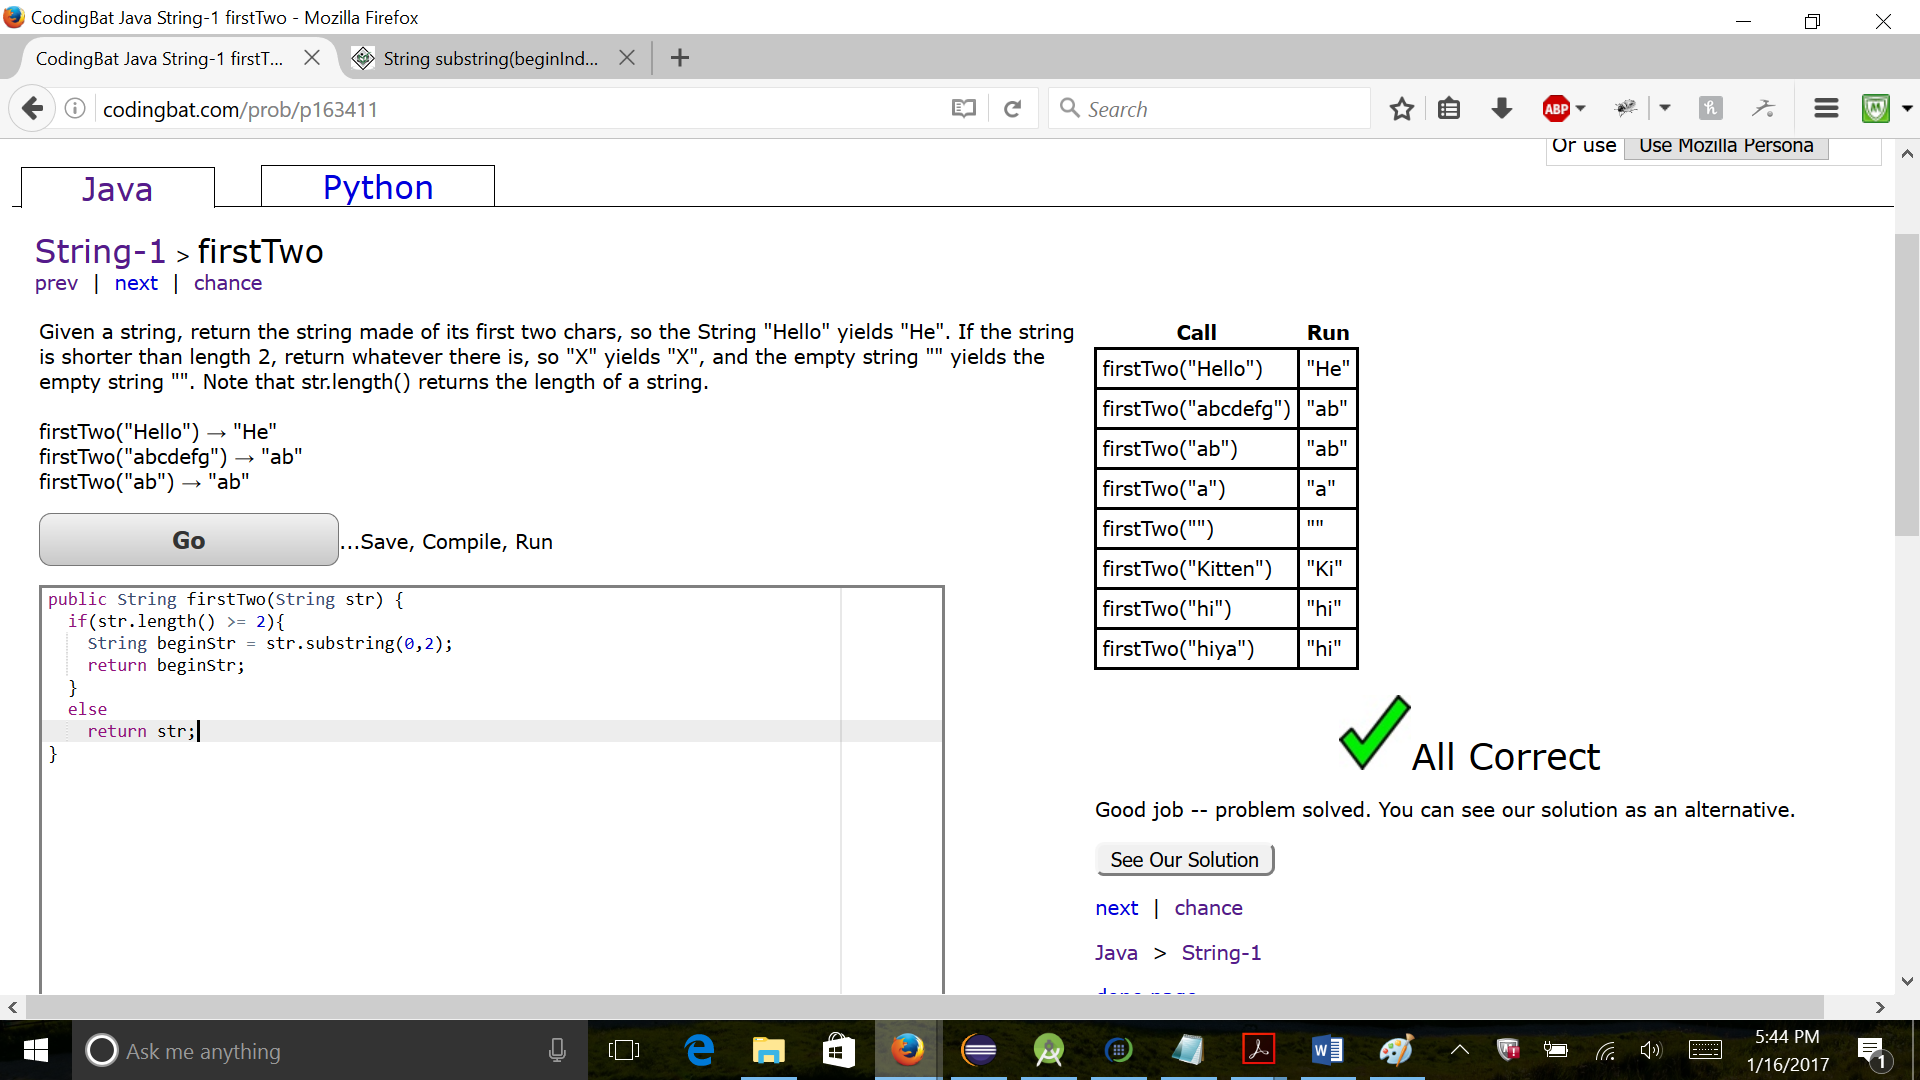 CodingBat Java String-1 firstTwo - Mozilla Firefox
CodingBat Java String-1 firstT... String substring(beginInd...
codingbat.com/prob/p163411 Search ABP
Or use Use Mozilla Persona
Java Python
String-1 > firstTwo
prev | next | chance
Given a string, return the string made of its first two chars, so the String "Hello" yields "He". If the string
is shorter than length 2, return whatever there is, so "X" yields "X", and the empty string "" yields the
empty string "". Note that str.length() returns the length of a string.
firstTwo("Hello") → "He"
firstTwo("abcdefg") → "ab"
firstTwo("ab") → "ab"
Go ...Save, Compile, Run
public String firstTwo(String str) {
if(str.length() >= 2){
String beginStr = str.substring(0,2);
return beginStr;
}
else
return str;
}
Call Run
firstTwo("Hello") "He"
firstTwo("abcdefg") "ab"
firstTwo("ab") "ab"
firstTwo("a") "a"
firstTwo("") ""
firstTwo("Kitten") "Ki"
firstTwo("hi") "hi"
firstTwo("hiya") "hi"
All Correct
Good job -- problem solved. You can see our solution as an alternative.
See Our Solution
next | chance
Java > String-1
Ask me anything
5:44 PM
1/16/2017
1